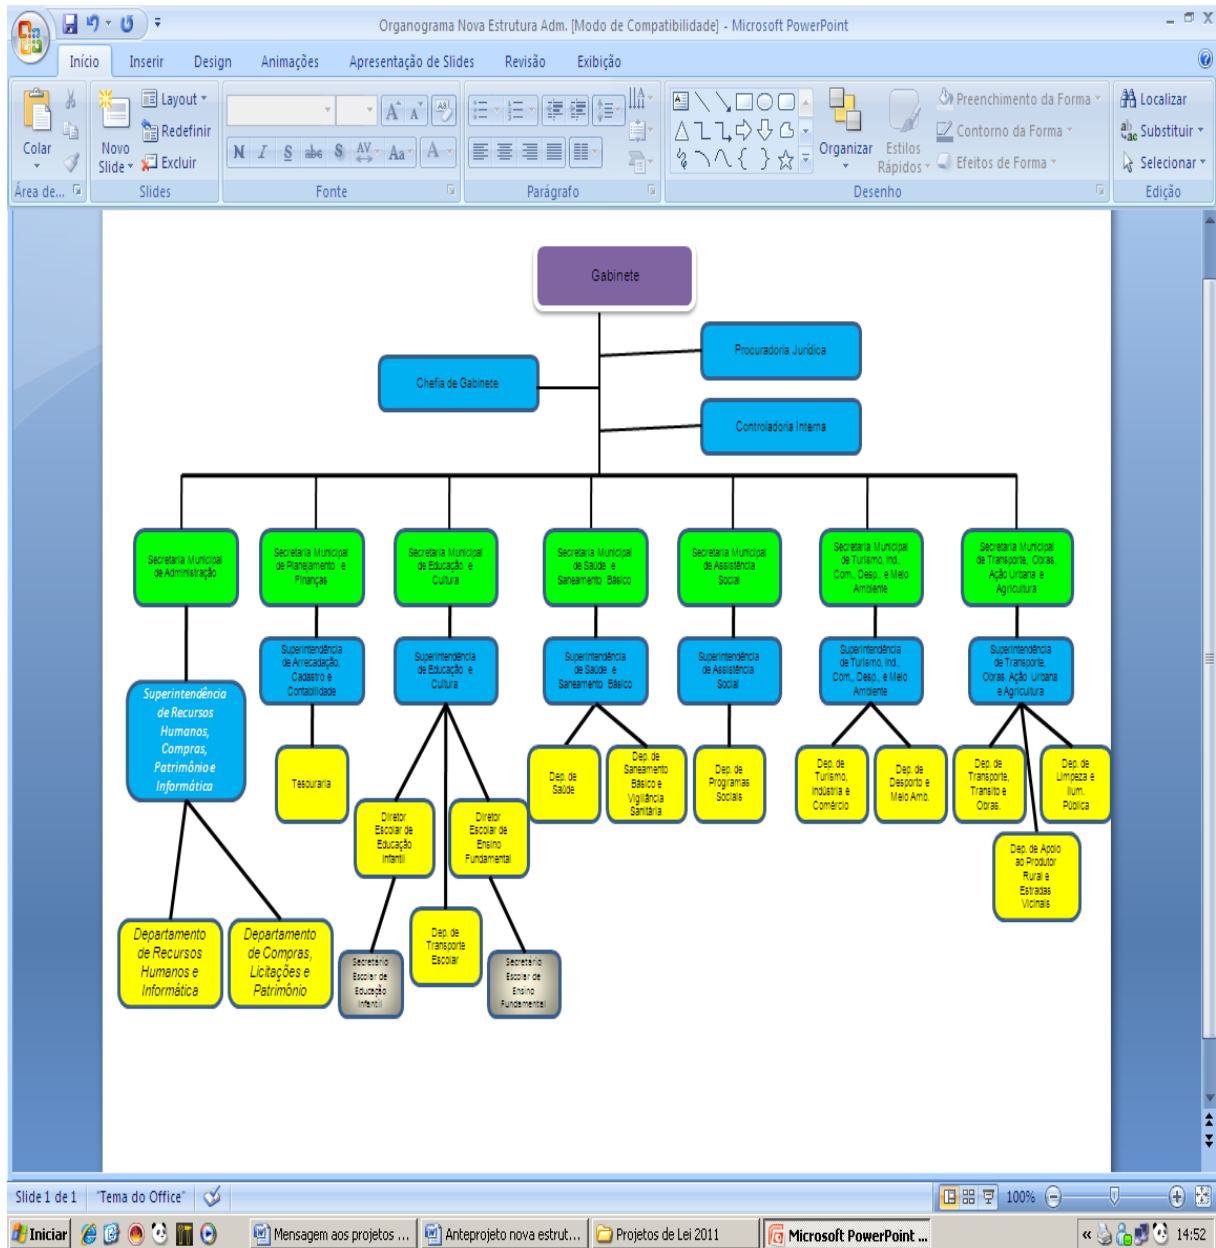 Organograma Nova Estrutura Adm. [Modo de Compatibilidade] - Microsoft PowerPoint
Início Inserir Design Animações Apresentação de Slides Revisão Exibição
Colar
Área de...
Novo
Slide
Layout
Redefinir
Excluir
Slides
N I S abc S AV Aa A
Fonte
Parágrafo
Organizar
Estilos
Rápidos
Preenchimento da Forma
Contorno da Forma
Efeitos de Forma
Desenho
Localizar
Substituir
Selecionar
Edição
Gabinete
Procuradoria Jurídica
Chefia de Gabinete
Controladoria Interna
Secretaria Municipal
de Administração
Secretaria Municipal
de Planejamento e
Finanças
Secretaria Municipal
de Educação e
Cultura
Secretaria Municipal
de Saúde e
Saneamento Básico
Secretaria Municipal
de Assistência
Social
Secretaria Municipal
de Turismo, Ind.,
Com., Desp., e Meio
Ambiente
Secretaria Municipal
de Transporte, Obras,
Ação Urbana e
Agricultura
Superintendência
de Recursos
Humanos,
Compras,
Patrimônio e
Informática
Superintendência
de Arrecadação,
Cadastro e
Contabilidade
Superintendência
de Educação e
Cultura
Superintendência
de Saúde e
Saneamento Básico
Superintendência
de Assistência
Social
Superintendência
de Turismo, Ind.,
Com., Desp., e Meio
Ambiente
Superintendência
de Transporte,
Obras, Ação Urbana
e Agricultura
Tesouraria
Dep. de
Saúde
Dep. de
Saneamento
Básico e
Vigilância
Sanitária
Dep. de
Programas
Sociais
Dep. de
Turismo,
Indústria e
Comércio
Dep. de
Desporto e
Meio Amb.
Dep. de
Transporte,
Transito e
Obras.
Dep. de
Limpeza e
Ilum.
Pública
Diretor
Escolar de
Educação
Infantil
Diretor
Escolar de
Ensino
Fundamental
Dep. de Apoio
ao Produtor
Rural e
Estradas
Vicinais
Departamento
de Recursos
Humanos e
Informática
Departamento
de Compras,
Licitações e
Patrimônio
Secretário
Escolar de
Educação
Infantil
Dep. de
Transporte
Escolar
Secretário
Escolar de
Ensino
Fundamental
Slide 1 de 1 "Tema do Office" 100%
Iniciar Mensagem aos projetos ... Anteprojeto nova estrut... Projetos de Lei 2011 Microsoft PowerPoint ... « 14:52